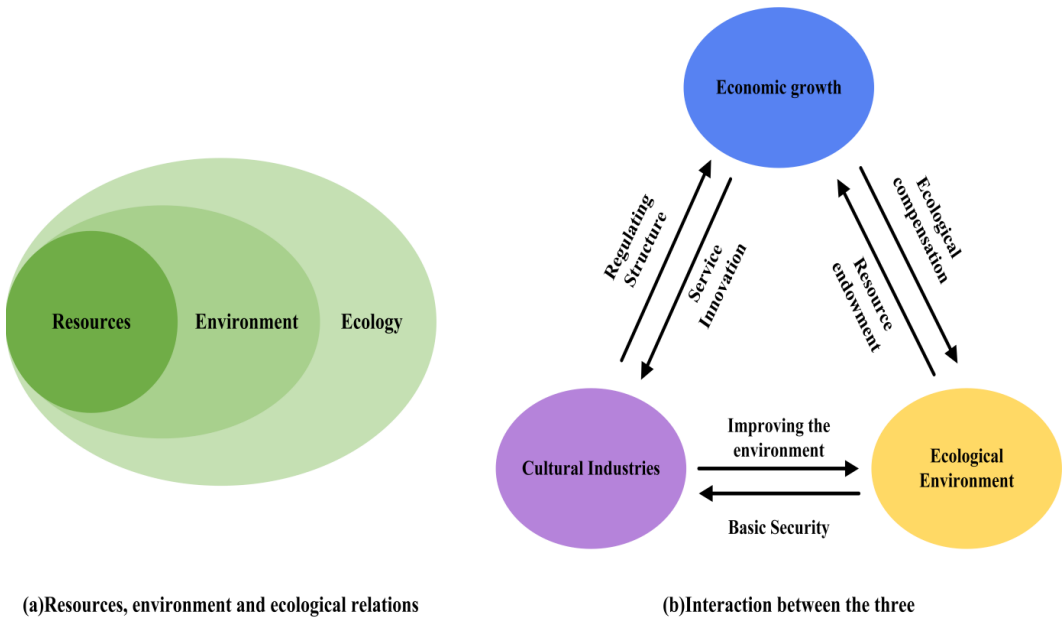 Resources
Environment
Ecology
(a)Resources, environment and ecological relations
Economic growth
Regulating
Structure
Service
Innovation
Ecological
compensation
Resource
endowment
Cultural Industries
Improving the
environment
Basic Security
Ecological
Environment
(b)Interaction between the three